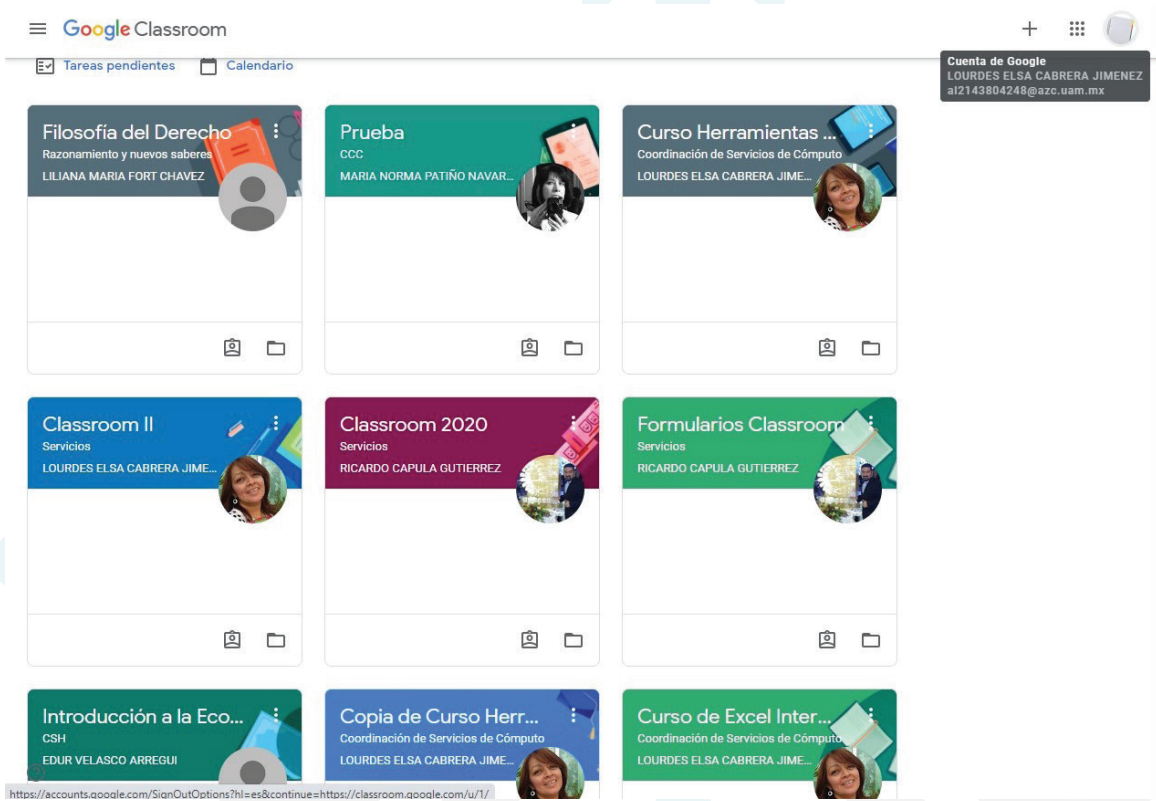 Google Classroom
Tareas pendientes Calendario
Cuenta de Google
LOURDES ELSA CABRERA JIMENEZ
al2143804248@azc.uam.mx
Filosofía del Derecho
Razonamiento y nuevos saberes
LILIANA MARIA FORT CHAVEZ
Prueba
CCC
MARIA NORMA PATIÑO NAVAR...
Curso Herramientas ...
Coordinación de Servicios de Cómputo
LOURDES ELSA CABRERA JIME...
Classroom II
Servicios
LOURDES ELSA CABRERA JIME...
Classroom 2020
Servicios
RICARDO CAPULA GUTIERREZ
Formularios Classroom
Servicios
RICARDO CAPULA GUTIERREZ
Introducción a la Eco...
CSH
EDUR VELASCO ARREGUI
Copia de Curso Herr...
Coordinación de Servicios de Cómputo
LOURDES ELSA CABRERA JIME...
Curso de Excel Inter...
Coordinación de Servicios de Cómputo
LOURDES ELSA CABRERA JIME...
https://accounts.google.com/SignOutOptions?hl=es&continue=https://classroom.google.com/u/1/